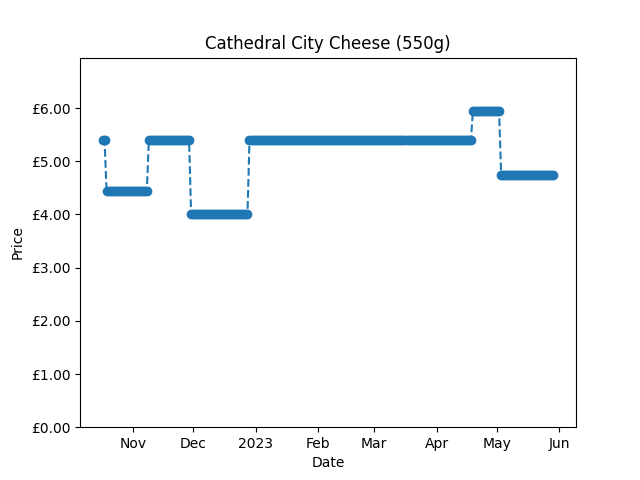 Cathedral City Cheese (550g)
£6.00
£5.00
£4.00
£3.00
£2.00
£1.00
£0.00
Price
Nov Dec 2023 Feb Mar Apr May Jun
Date